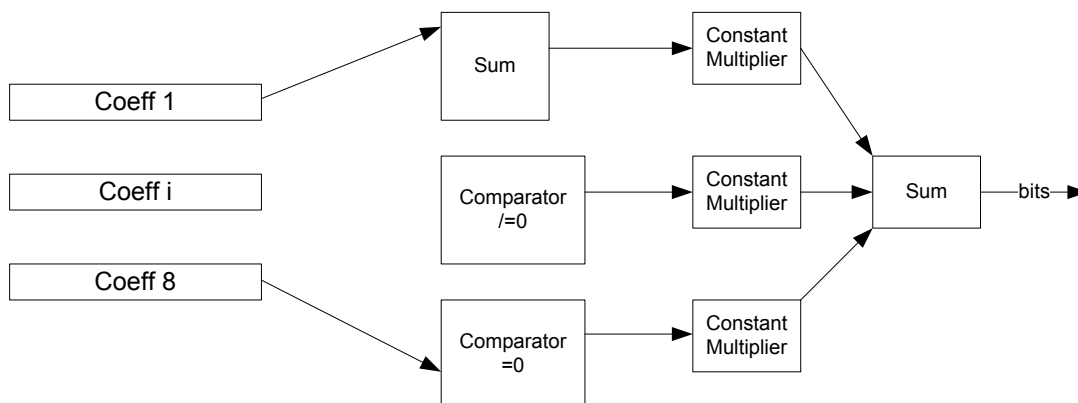 Coeff 1
Sum
Constant
Multiplier
Coeff i
Comparator
/=0
Constant
Multiplier
Sum
bits
Coeff 8
Comparator
=0
Constant
Multiplier